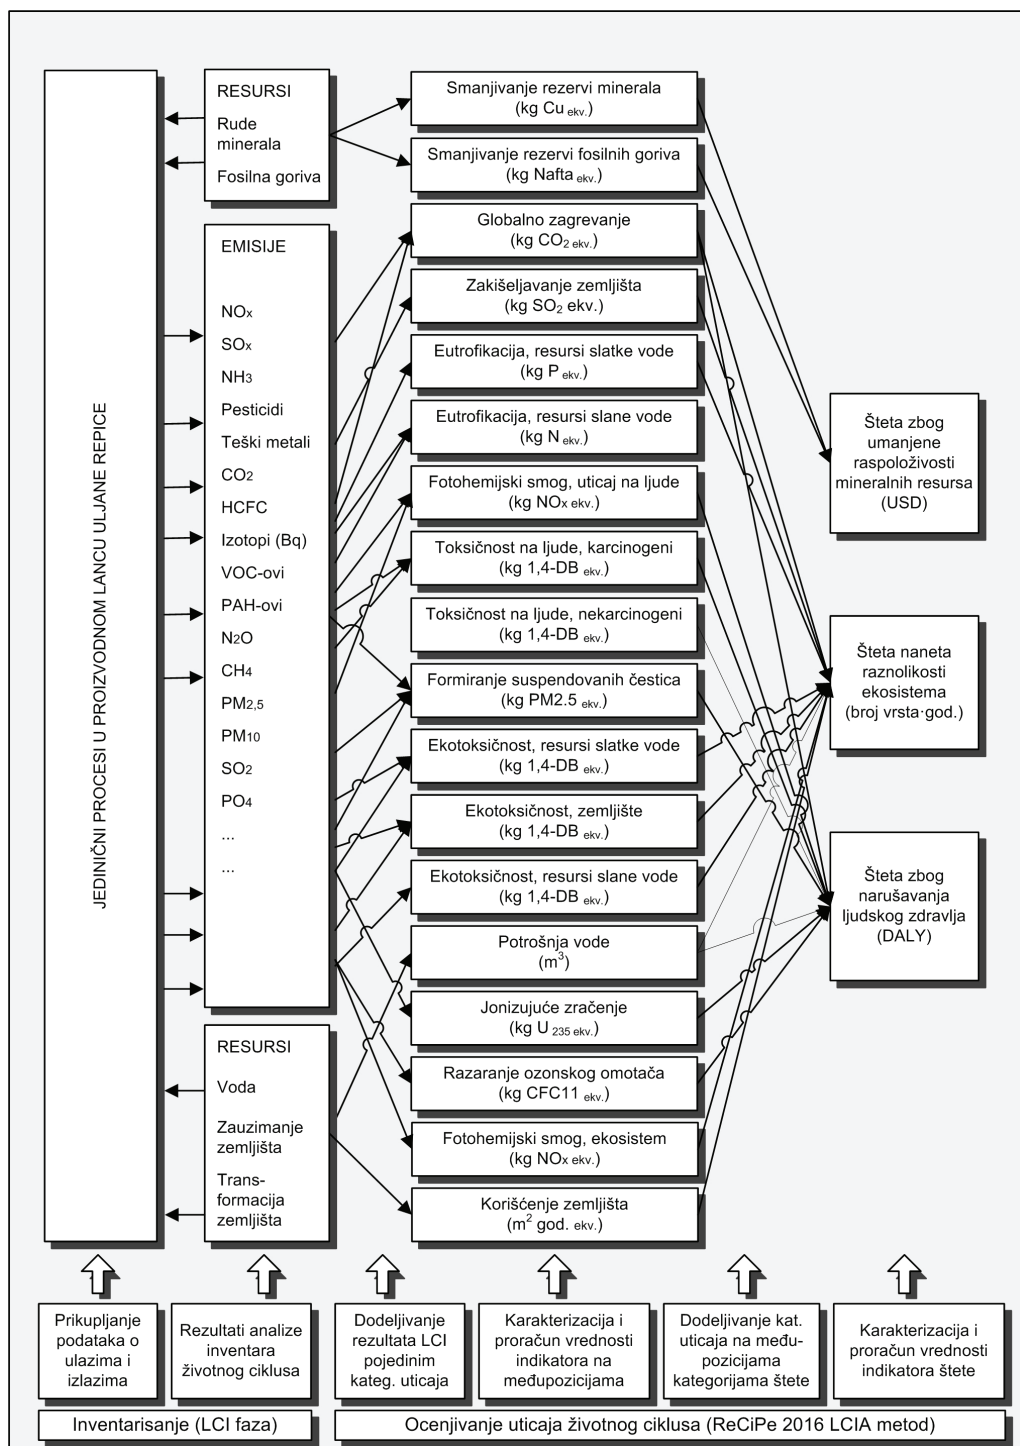 JEDINIČNI PROCESI U PROIZVODNOM LANCU ULJANE REPICE
RESURSI
Rude
minerala
Fosilna goriva
EMISIJE
NOx
SOx
NH3
Pesticidi
Teški metali
CO2
HCFC
Izotopi (Bq)
VOC-ovi
PAH-ovi
N2O
CH4
PM2,5
PM10
SO2
PO4
...
...
RESURSI
Voda
Zauzimanje
zemljišta
Trans-
formacija
zemljišta
Smanjivanje rezervi minerala
(kg Cu ekv.)
Smanjivanje rezervi fosilnih goriva
(kg Nafta ekv.)
Globalno zagrevanje
(kg CO2 ekv.)
Zakišeljavanje zemljišta
(kg SO2 ekv.)
Eutrofikacija, resursi slatke vode
(kg P ekv.)
Eutrofikacija, resursi slane vode
(kg N ekv.)
Fotohemijski smog, uticaj na ljude
(kg NOx ekv.)
Toksičnost na ljude, karcinogeni
(kg 1,4-DB ekv.)
Toksičnost na ljude, nekarcinogeni
(kg 1,4-DB ekv.)
Formiranje suspendovanih čestica
(kg PM2.5 ekv.)
Ekotoksičnost, resursi slatke vode
(kg 1,4-DB ekv.)
Ekotoksičnost, zemljište
(kg 1,4-DB ekv.)
Ekotoksičnost, resursi slane vode
(kg 1,4-DB ekv.)
Potrošnja vode
(m3)
Jonizujuće zračenje
(kg U 235 ekv.)
Razaranje ozonskog omotača
(kg CFC11 ekv.)
Fotohemijski smog, ekosistem
(kg NOx ekv.)
Korišćenje zemljišta
(m2 god. ekv.)
Šteta zbog
umanjene
raspoloživosti
mineralnih resursa
(USD)
Šteta naneta
raznolikosti
ekosistema
(broj vrsta·god.)
Šteta zbog
narušavanja
ljudskog zdravlja
(DALY)
Prikupljanje
podataka o
ulazima i
izlazima
Rezultati analize
inventara
životnog ciklusa
Dodeljivanje
rezultata LCI
pojedinim
kateg. uticaja
Karakterizacija i
proračun vrednosti
indikatora na
međupozicijama
Dodeljivanje kat.
uticaja na među-
pozicijama
kategorijama štete
Karakterizacija i
proračun vrednosti
indikatora štete
Inventarisanje (LCI faza)
Ocenjivanje uticaja životnog ciklusa (ReCiPe 2016 LCIA metod)